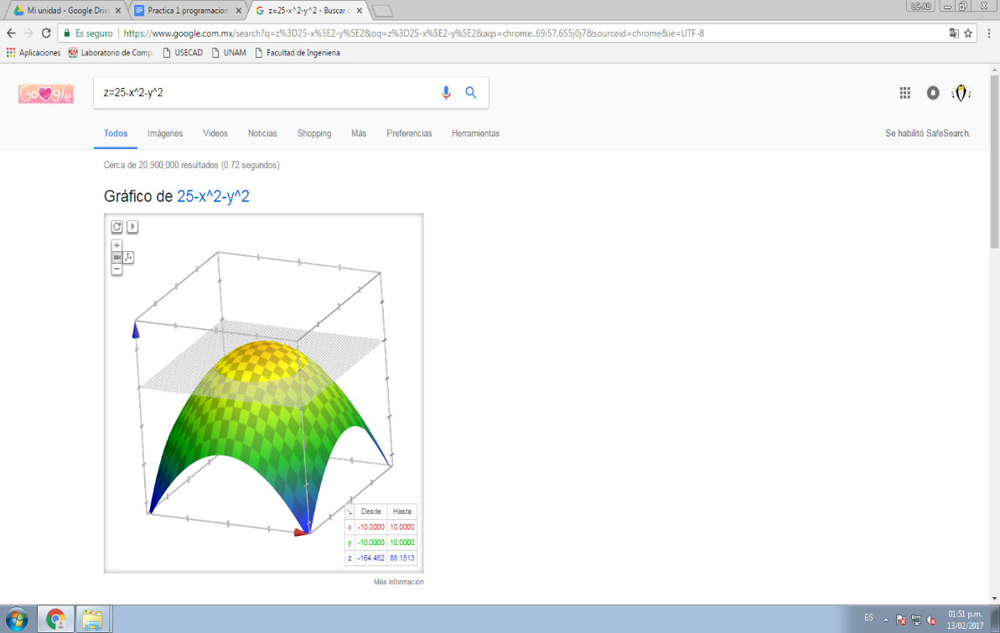 Mi unidad - Google Drive
Practica 1 programacion
z=25-x^2-y^2 - Buscar c
LC-AB
Es seguro
https://www.google.com.mx/search?q=z%3D25-x%5E2-y%5E2&oq=z%3D25-x%5E2-y%5E2&aqs=chrome..69i57.655j0j7&sourceid=chrome&ie=UTF-8
Aplicaciones
Laboratorio de Compu
USECAD
UNAM
Facultad de Ingenieria
Google
z=25-x^2-y^2
Todos
Imágenes
Videos
Noticias
Shopping
Más
Preferencias
Herramientas
Se habilitó SafeSearch.
Cerca de 20,900,000 resultados (0.72 segundos)
Gráfico de 25-x^2-y^2
Desde Hasta
x -10.0000 10.0000
y -10.0000 10.0000
z -164.482 88.1513
Más información
ES
01:51 p.m.
13/02/2017